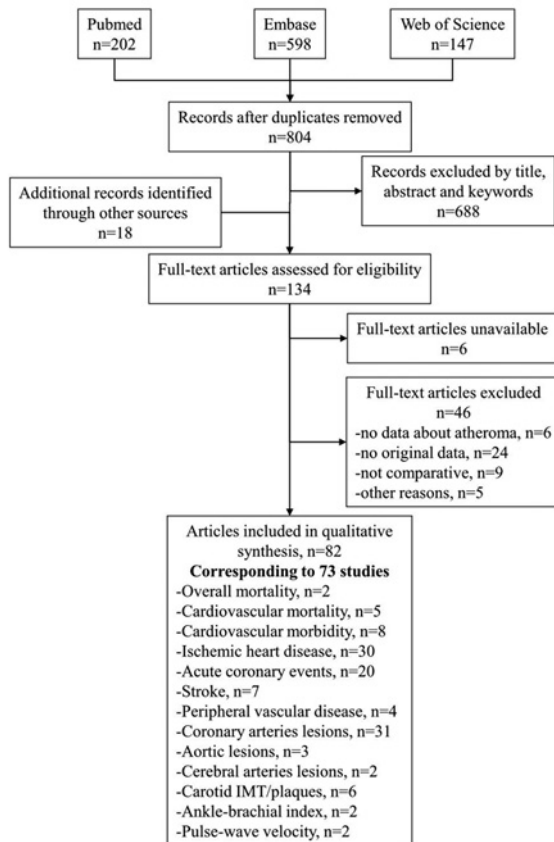 Pubmed
n=202
Embase
n=598
Web of Science
n=147
Records after duplicates removed
n=804
Records excluded by title,
abstract and keywords
n=688
Additional records identified
through other sources
n=18
Full-text articles assessed for eligibility
n=134
Full-text articles unavailable
n=6
Full-text articles excluded
n=46
-no data about atheroma, n=6
-no original data, n=24
-not comparative, n=9
-other reasons, n=5
Articles included in qualitative
synthesis, n=82
Corresponding to 73 studies
-Overall mortality, n=2
-Cardiovascular mortality, n=5
-Cardiovascular morbidity, n=8
-Ischemic heart disease, n=30
-Acute coronary events, n=20
-Stroke, n=7
-Peripheral vascular disease, n=4
-Coronary arteries lesions, n=31
-Aortic lesions, n=3
-Cerebral arteries lesions, n=2
-Carotid IMT/plaques, n=6
-Ankle-brachial index, n=2
-Pulse-wave velocity, n=2